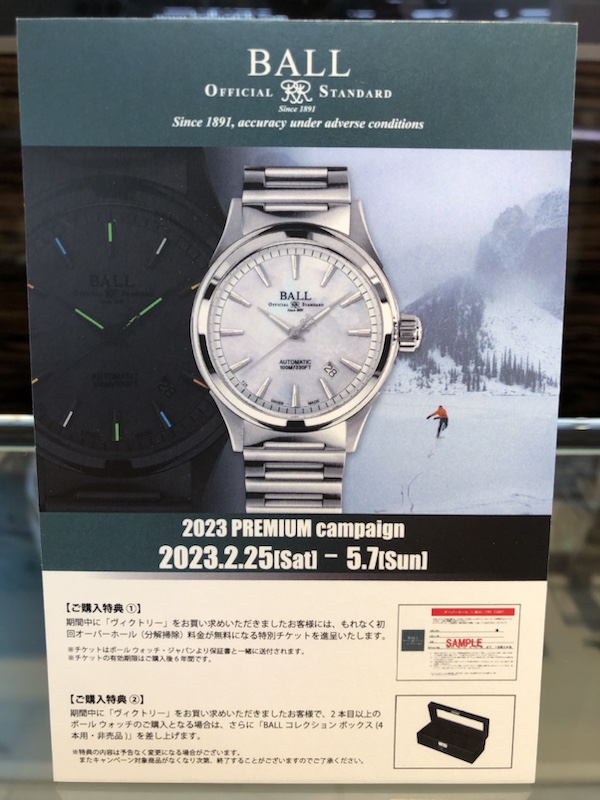 BALL
OFFICIAL RR STANDARD
Since 1891
Since 1891, accuracy under adverse conditions
BALL
OFFICIAL STANDARD
AUTOMATIC
BALL
OFFICIAL RR STANDARD
Since 1891
AUTOMATIC
100M/330FT
28
SWISS MADE
2023 PREMIUM campaign
2023.2.25[Sat] − 5.7[Sun]
【ご購入特典①】
期間中に「ヴィクトリー」をお買い求めいただきましたお客様には、もれなく初
回オーバーホール（分解掃除）料金が無料になる特別チケットを進呈いたします。
※チケットはボール ウォッチ・ジャパンより保証書と一緒に送付されます。
※チケットの有効期限はご購入後６年間です。
SAMPLE
【ご購入特典②】
期間中に「ヴィクトリー」をお買い求めいただきましたお客様で、２本目以上の
ボール ウォッチのご購入となる場合は、さらに「BALL コレクション ボックス (4
本用・非売品 )」を差し上げます。
※特典の内容は予告なく変更になる場合がございます。
またキャンペーン対象商品がなくなり次第、終了することがございますのでご了承ください。